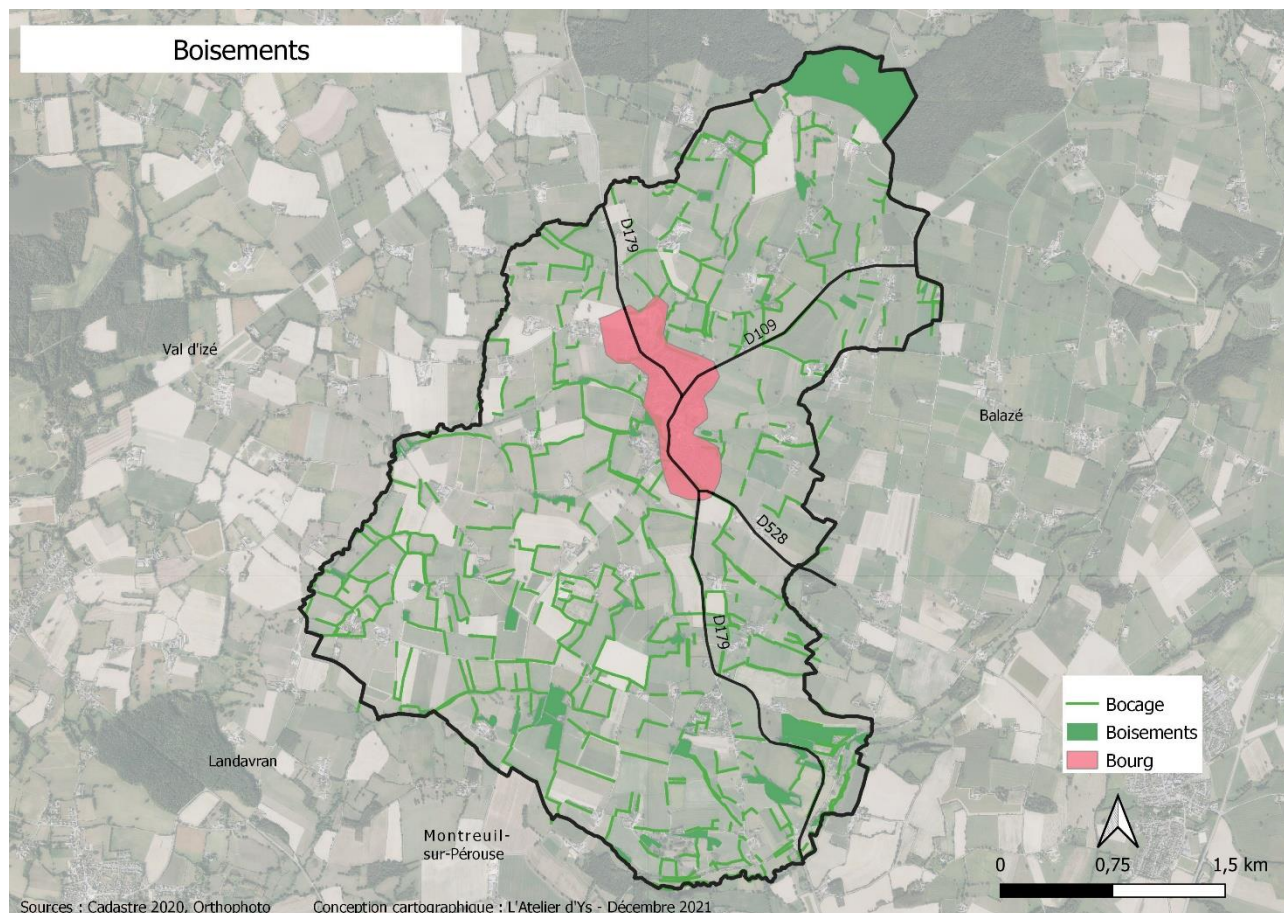 Boisements
D179
D109
Val d'izé
Balazé
D528
D179
Bocage
Boisements
Bourg
Landavran
Montreuil-
sur-Pérouse
0 0,75 1,5 km
Sources : Cadastre 2020, Orthophoto Conception cartographique : L'Atelier d'Ys - Décembre 2021